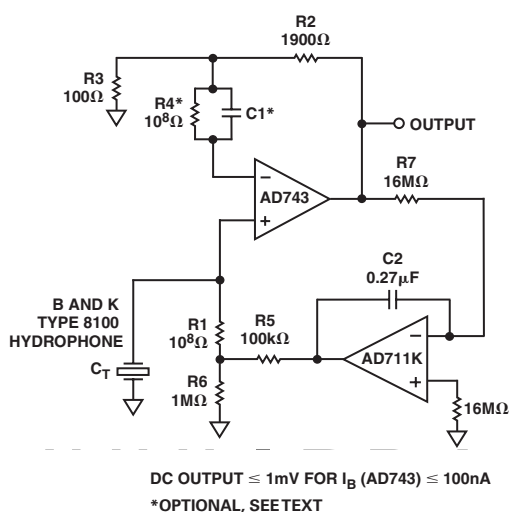 R2
1900Ω
R3
100Ω
R4*
10⁸Ω
C1*
OUTPUT
R7
16MΩ
–
AD743
+
C2
0.27μF
B AND K
TYPE 8100
HYDROPHONE
C_T
R1
10⁸Ω
R5
100kΩ
–
AD711K
+
R6
1MΩ
16MΩ
DC OUTPUT ≤ 1mV FOR I_B (AD743) ≤ 100nA
*OPTIONAL, SEE TEXT